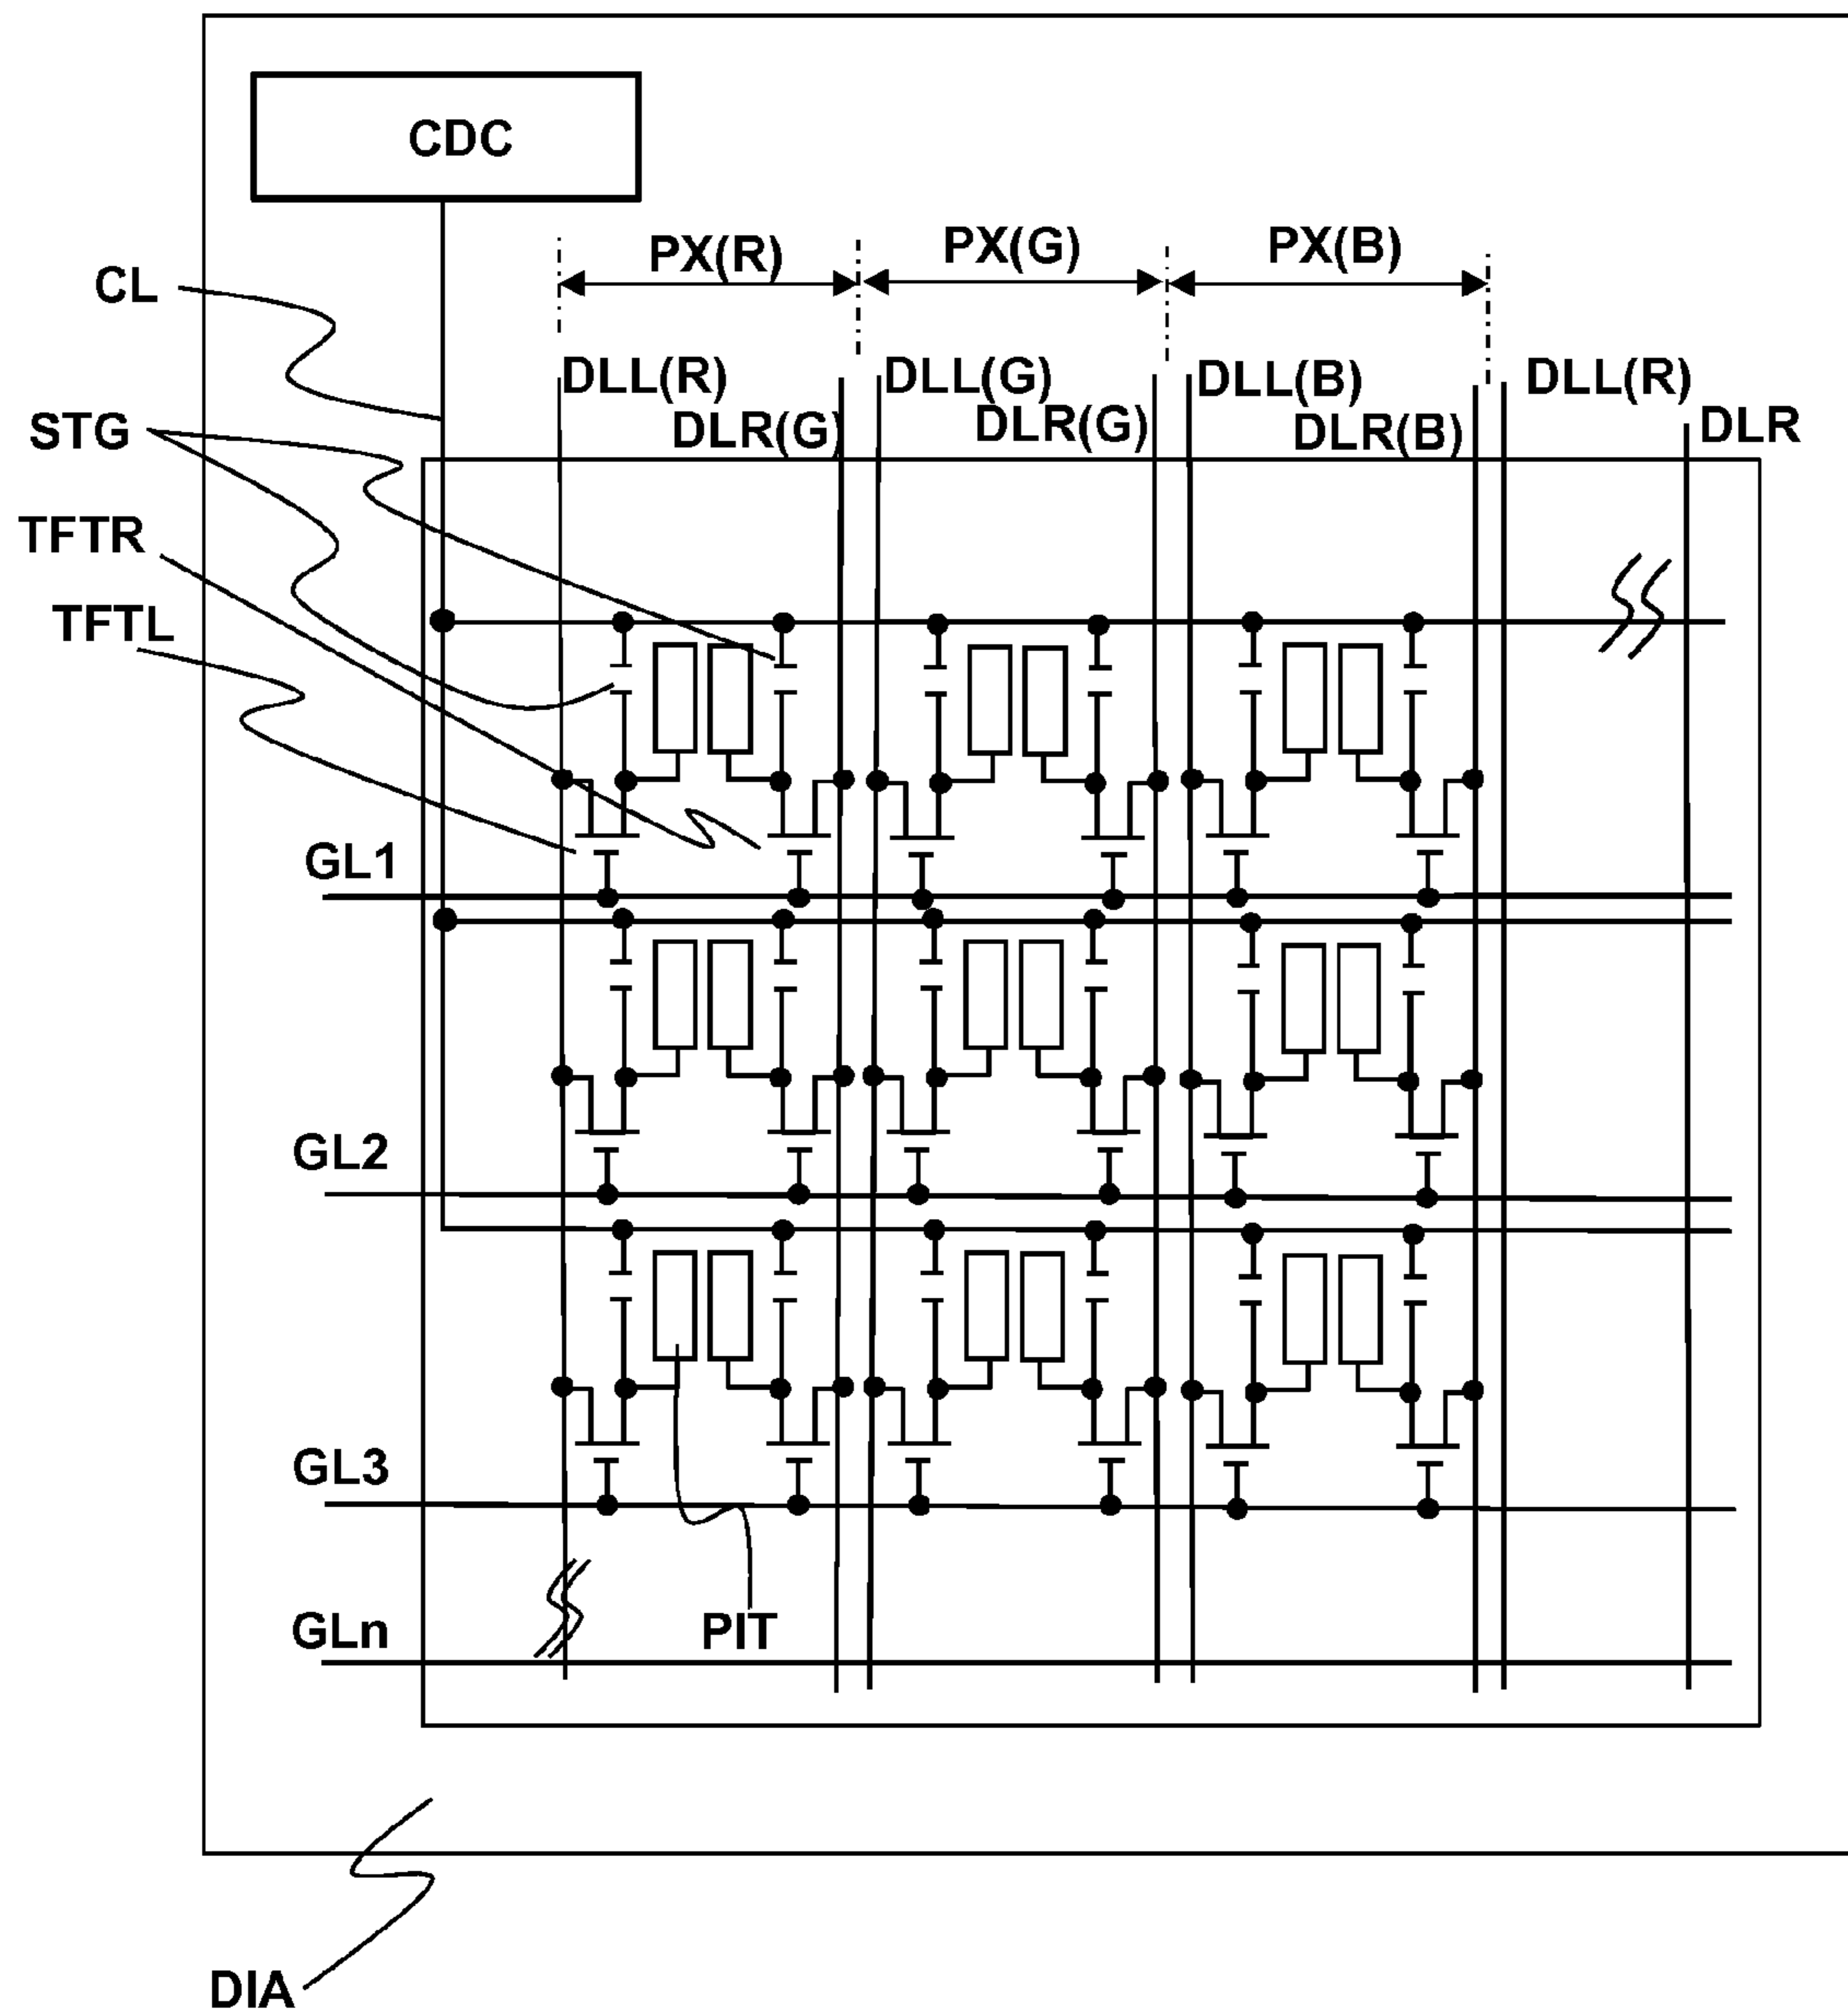 CDC
PX(R) PX(G) PX(B)
CL
DLL(R) DLL(G) DLL(B) DLL(R)
DLR(G) DLR(G) DLR(B) DLR
STG
TFTR
TFTL
GL1
GL2
GL3
GLn
PIT
DIA